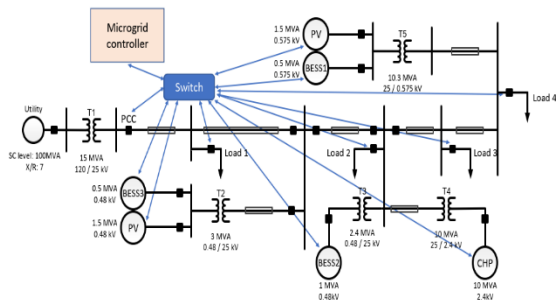 Microgrid
controller
Switch
1.5 MVA
0.575 kV
PV
0.5 MVA
0.575 kV
BESS1
T5
10.3 MVA
25 / 0.575 kV
Load 4
Utility
T1
PCC
SC level: 100MVA
X/R: 7
15 MVA
120 / 25 kV
Load 1
Load 2
Load 3
0.5 MVA
0.48 kV
BESS3
1.5 MVA
0.48 kV
PV
T2
3 MVA
0.48 / 25 kV
T3
2.4 MVA
0.48 / 25 kV
T4
10 MVA
25 / 2.4 kV
BESS2
1 MVA
0.48kV
CHP
10 MVA
2.4kV